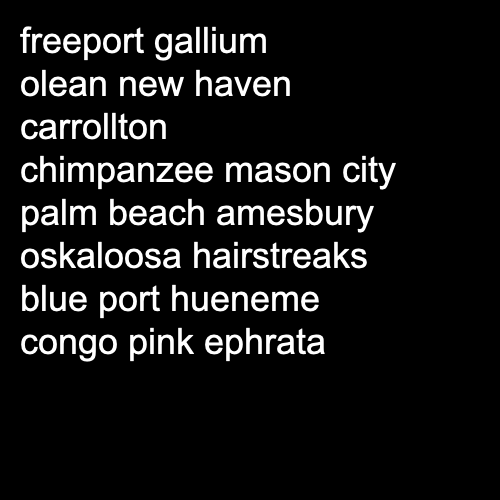 freeport gallium
olean new haven
carrollton
chimpanzee mason city
palm beach amesbury
oskaloosa hairstreaks
blue port hueneme
congo pink ephrata